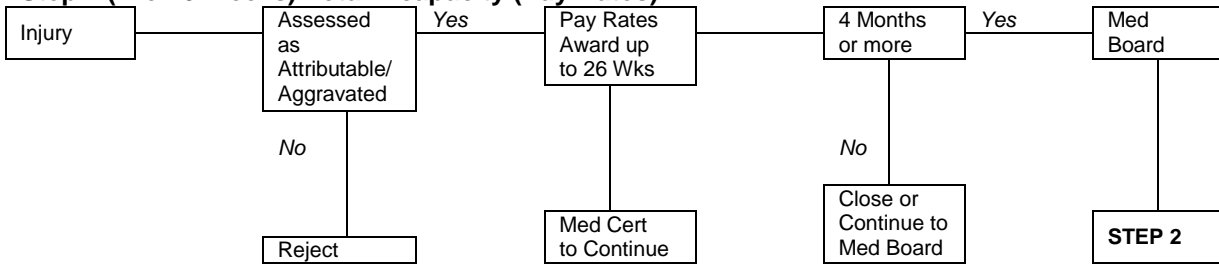 Injury
Assessed
as
Attributable/
Aggravated
Yes
Pay Rates
Award up
to 26 Wks
4 Months
or more
Yes
Med
Board
No
No
Reject
Med Cert
to Continue
Close or
Continue to
Med Board
STEP 2